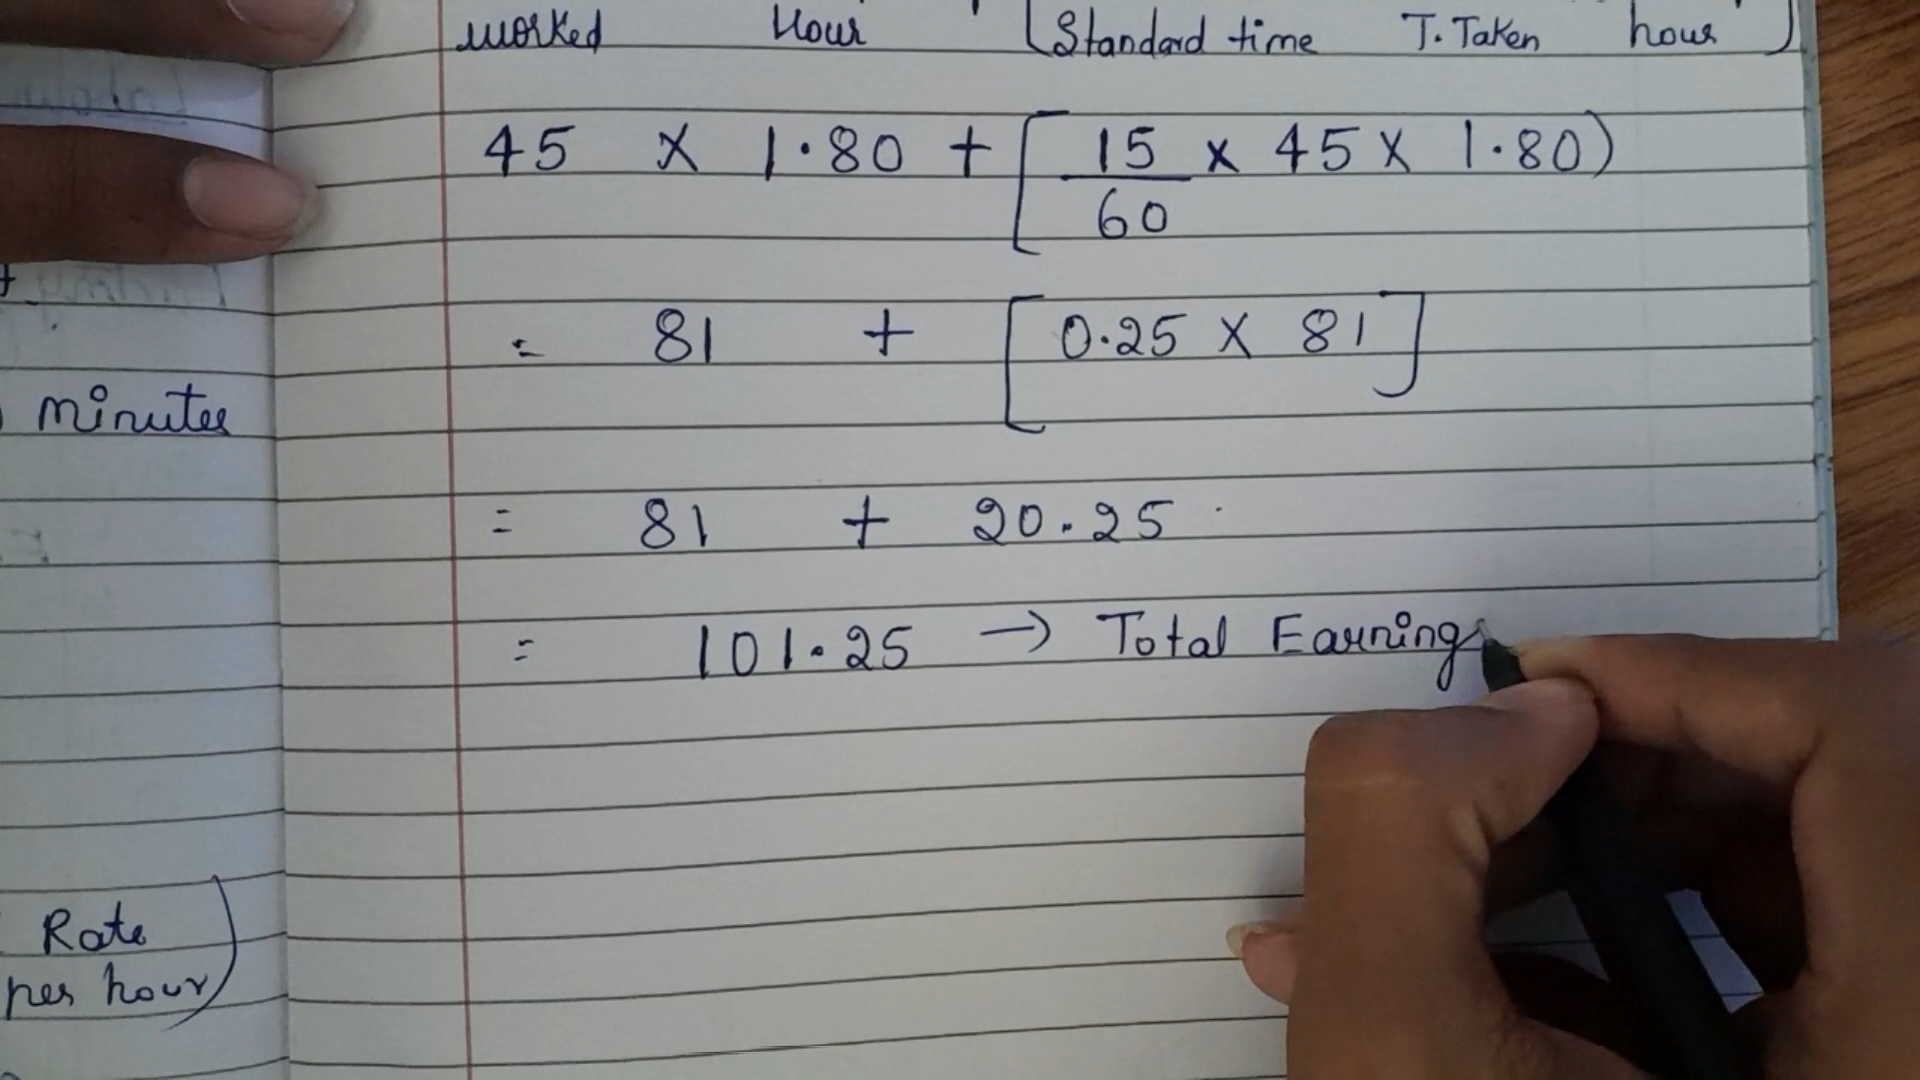 worked Hour [Standard time T. Taken hour]
45 x 1.80 + [15/60 x 45 x 1.80)
= 81 + [0.25 x 81]
= 81 + 20.25
= 101.25 → Total Earnings
minutes
Rate
per hour)